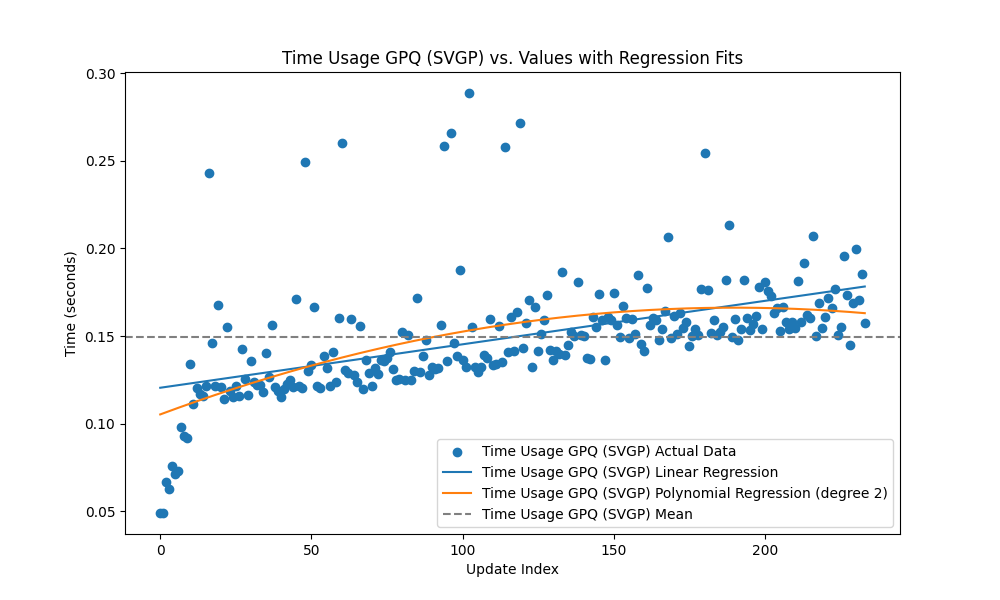 Time Usage GPQ (SVGP) vs. Values with Regression Fits
0.30
0.25
0.20
0.15
0.10
0.05
Time (seconds)
0
50
100
150
200
Update Index
Time Usage GPQ (SVGP) Actual Data
Time Usage GPQ (SVGP) Linear Regression
Time Usage GPQ (SVGP) Polynomial Regression (degree 2)
Time Usage GPQ (SVGP) Mean